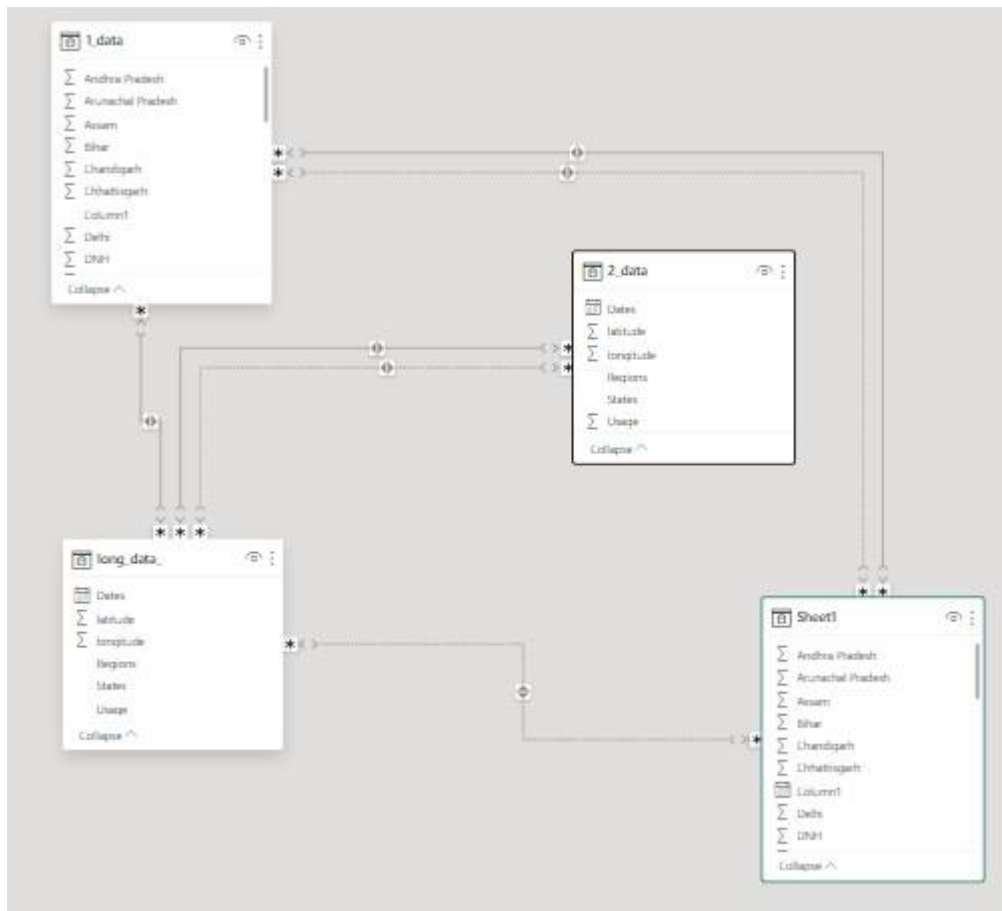 1_data
Andhra Pradesh
Arunachal Pradesh
Assam
Bihar
Chandigarh
Chhattisgarh
Column1
Delhi
DNH
Collapse
2_data
Dates
latitude
longitude
Regions
States
Usage
Collapse
long_data_
Dates
latitude
longitude
Regions
States
Usage
Collapse
Sheet1
Andhra Pradesh
Arunachal Pradesh
Assam
Bihar
Chandigarh
Chhattisgarh
Column1
Delhi
DNH
Collapse